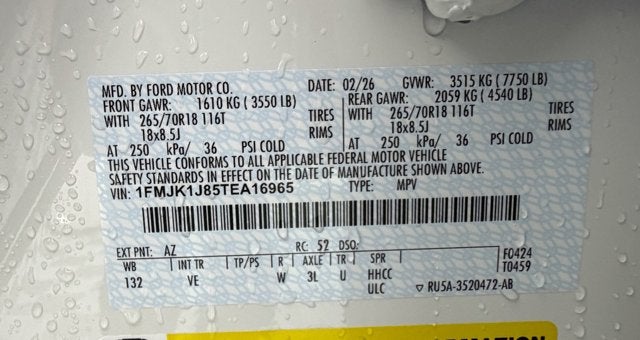 MFD. BY FORD MOTOR CO. DATE: 02/26 GVWR: 3515 KG ( 7750 LB)
FRONT GAWR: 1610 KG ( 3550 LB) REAR GAWR: 2059 KG ( 4540 LB)
WITH 265/70R18 116T TIRES WITH 265/70R18 116T TIRES
18x8.5J RIMS 18x8.5J RIMS
AT 250 kPa/ 36 PSI COLD AT 250 kPa/ 36 PSI COLD
THIS VEHICLE CONFORMS TO ALL APPLICABLE FEDERAL MOTOR VEHICLE
SAFETY STANDARDS IN EFFECT ON THE DATE OF MANUFACTURE SHOWN ABOVE.
VIN: 1FMJK1J85TEA16965 TYPE: MPV
EXT PNT: AZ RC: 52 DSO: F0424
WB INT TR TP/PS R AXLE TR SPR T0459
132 VE W 3L U HHCC
ULC ▽ RU5A-3520472-AB